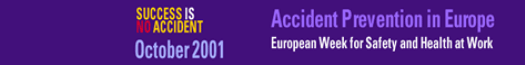 SUCCESS IS
NO ACCIDENT
October 2001
Accident Prevention in Europe
European Week for Safety and Health at Work